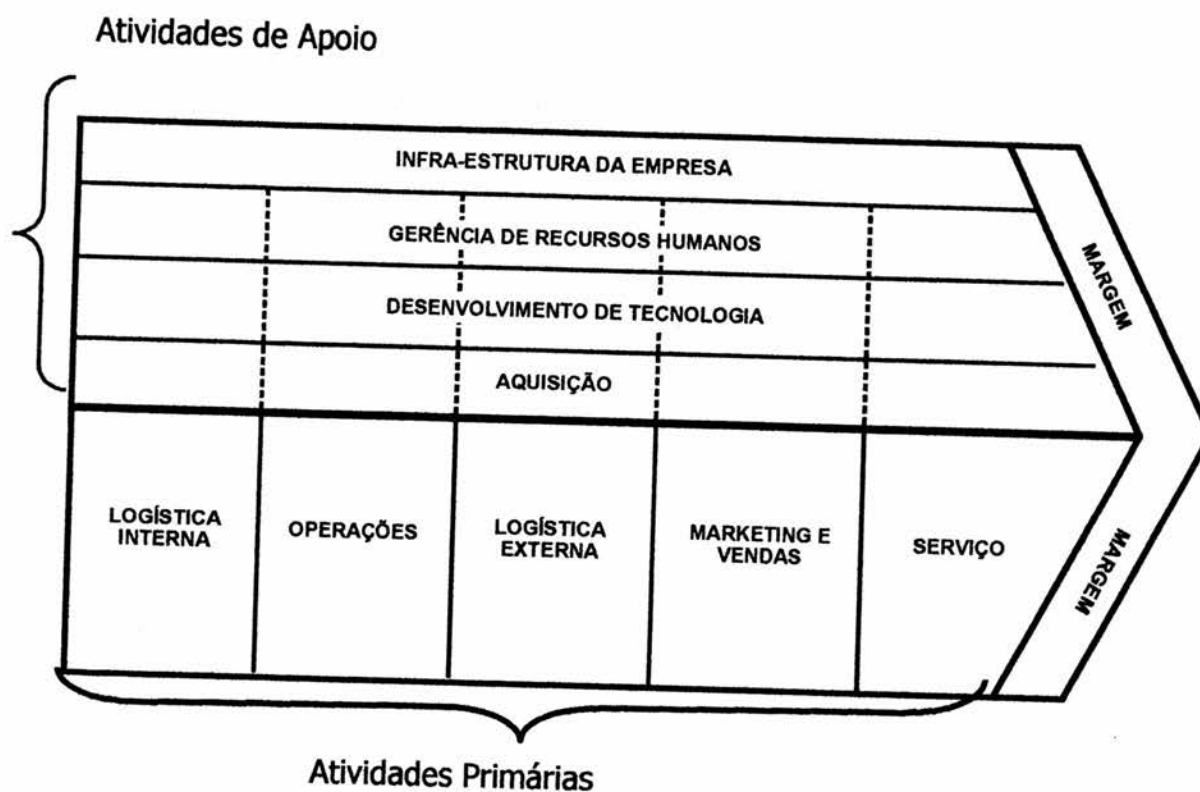 Atividades de Apoio
INFRA-ESTRUTURA DA EMPRESA
GERÊNCIA DE RECURSOS HUMANOS
DESENVOLVIMENTO DE TECNOLOGIA
AQUISIÇÃO
MARGEM
LOGÍSTICA
INTERNA
OPERAÇÕES
LOGÍSTICA
EXTERNA
MARKETING E
VENDAS
SERVIÇO
MARGEM
Atividades Primárias